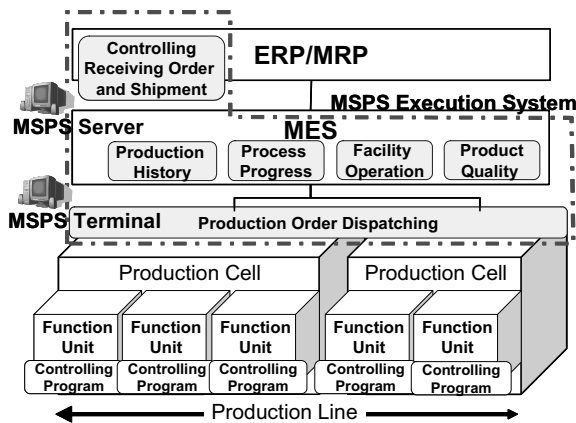 Controlling
Receiving Order
and Shipment
ERP/MRP
MSPS Execution System
MSPS Server
MES
Production
History
Process
Progress
Facility
Operation
Product
Quality
MSPS Terminal
Production Order Dispatching
Production Cell
Production Cell
Function
Unit
Function
Unit
Function
Unit
Function
Unit
Function
Unit
Controlling
Program
Controlling
Program
Controlling
Program
Controlling
Program
Controlling
Program
Production Line